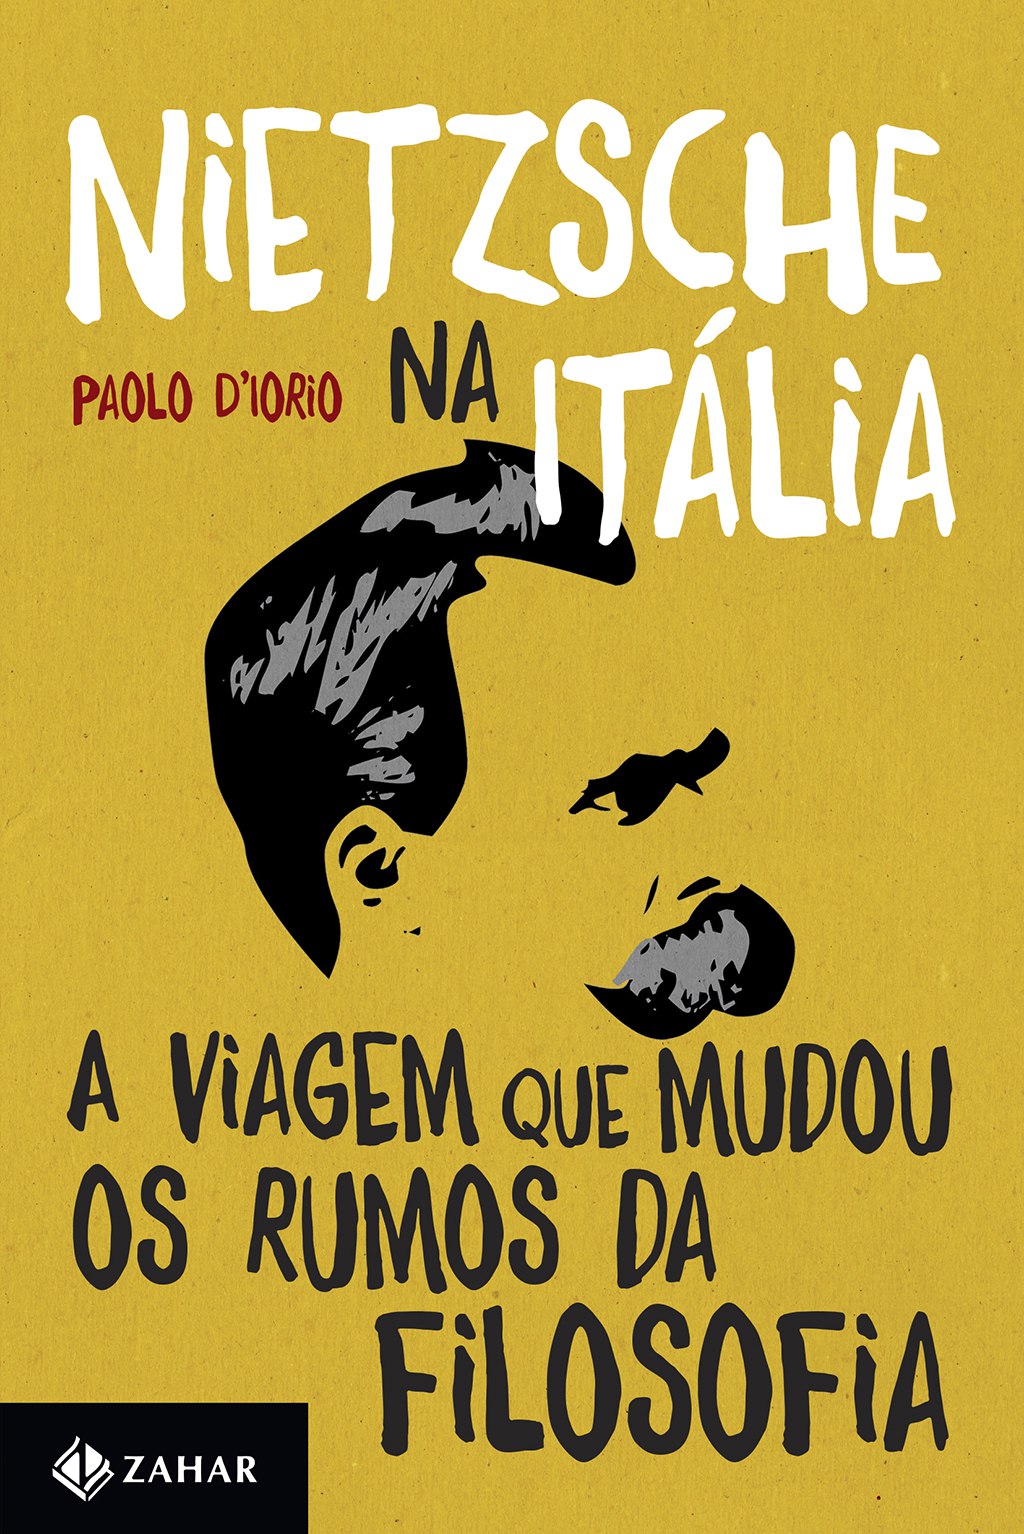 NiETZSCHE
NA
PAOLO D'IORiO
ITÁLiA
A ViAGEM QUE MUDOU
OS RUMOS DA
FiLOSOFiA
ZAHAR